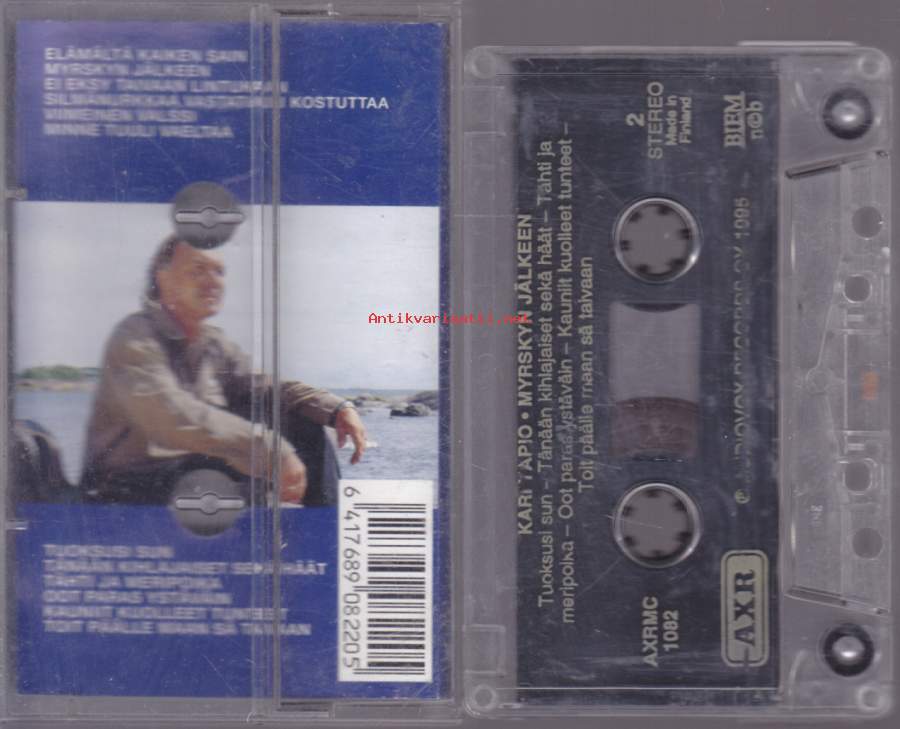 ELÄMÄLTÄ KAIKEN SAIN
MYRSKYN JÄLKEEN
EI EKSY TAIVAAN LINTUKAAN
SILMÄNURKKAA VASTATUULI KOSTUTTAA
VIIMEINEN VALSSI
MINNE TUULI VAELTAA
Antikvariaatti.net
TUOKSUSI SUN
TÄNÄÄN KIHLAJAISET SEKÄ HÄÄT
TÄHTI JA MERIPOIKA
OOT PARAS YSTÄVÄIN
KAUNIIT KUOLLEET TUNTEET
TOIT PÄÄLLE MAAN SÄ TAIVAAN
6 417689 082205
2
STEREO
Made in
Finland
BIEM
n©b
KARI TAPIO • MYRSKYN JÄLKEEN
Tuoksusi sun – Tänään kihlajaiset sekä häät – Tähti ja
meripoika – Oot paras ystäväin – Kauniit kuolleet tunteet –
Toit päälle maan sä taivaan
AXRMC
1082
AXR
RECORDS OY 1995